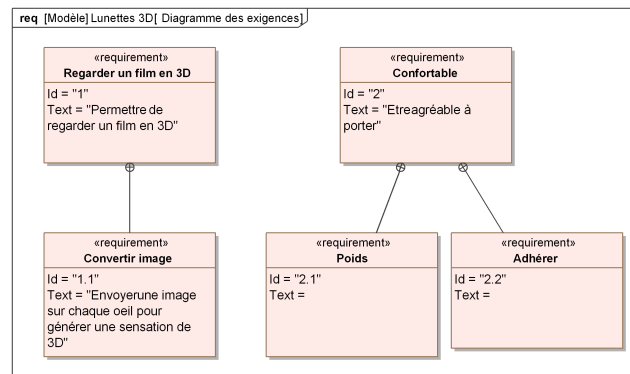 req [Modèle] Lunettes 3D[ Diagramme des exigences]
«requirement»
Regarder un film en 3D
Id = "1"
Text = "Permettre de
regarder un film en 3D"
«requirement»
Confortable
Id = "2"
Text = "Etreagréable à
porter"
«requirement»
Convertir image
Id = "1.1"
Text = "Envoyerune image
sur chaque oeil pour
générer une sensation de
3D"
«requirement»
Poids
Id = "2.1"
Text =
«requirement»
Adhérer
Id = "2.2"
Text =